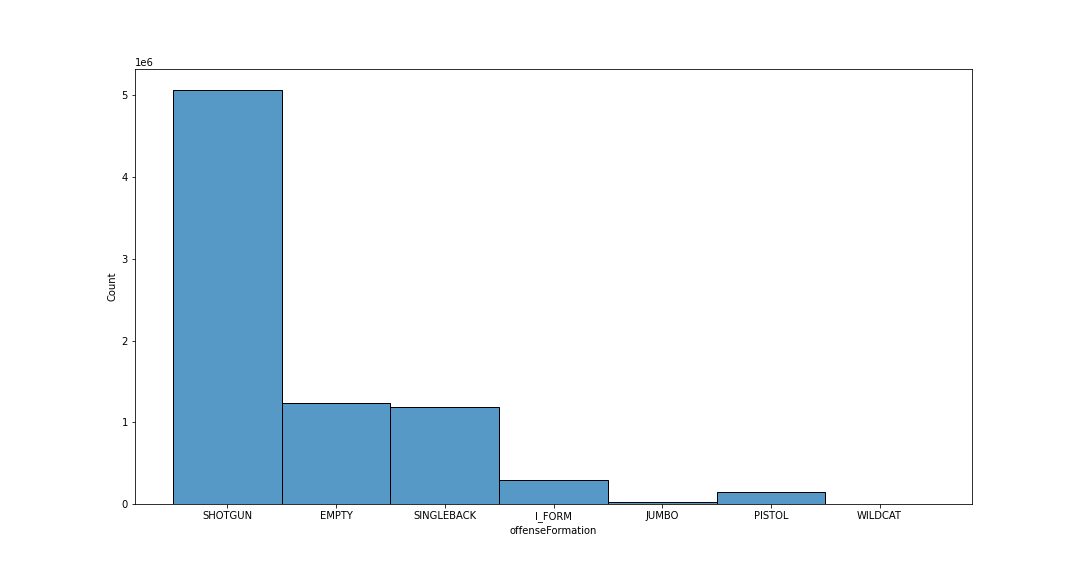 1e6
5
4
3
2
1
0
Count
SHOTGUN EMPTY SINGLEBACK I_FORM JUMBO PISTOL WILDCAT
offenseFormation